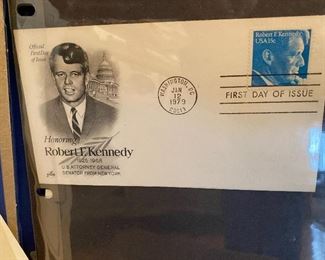 Official
First Day
of Issue
Honoring
Robert F. Kennedy
1925-1968
U.S. ATTORNEY GENERAL
SENATOR FROM NEW YORK
WASHINGTON, DC
JAN
12
1979
20013
FIRST DAY OF ISSUE
Robert F. Kennedy
USA 15c